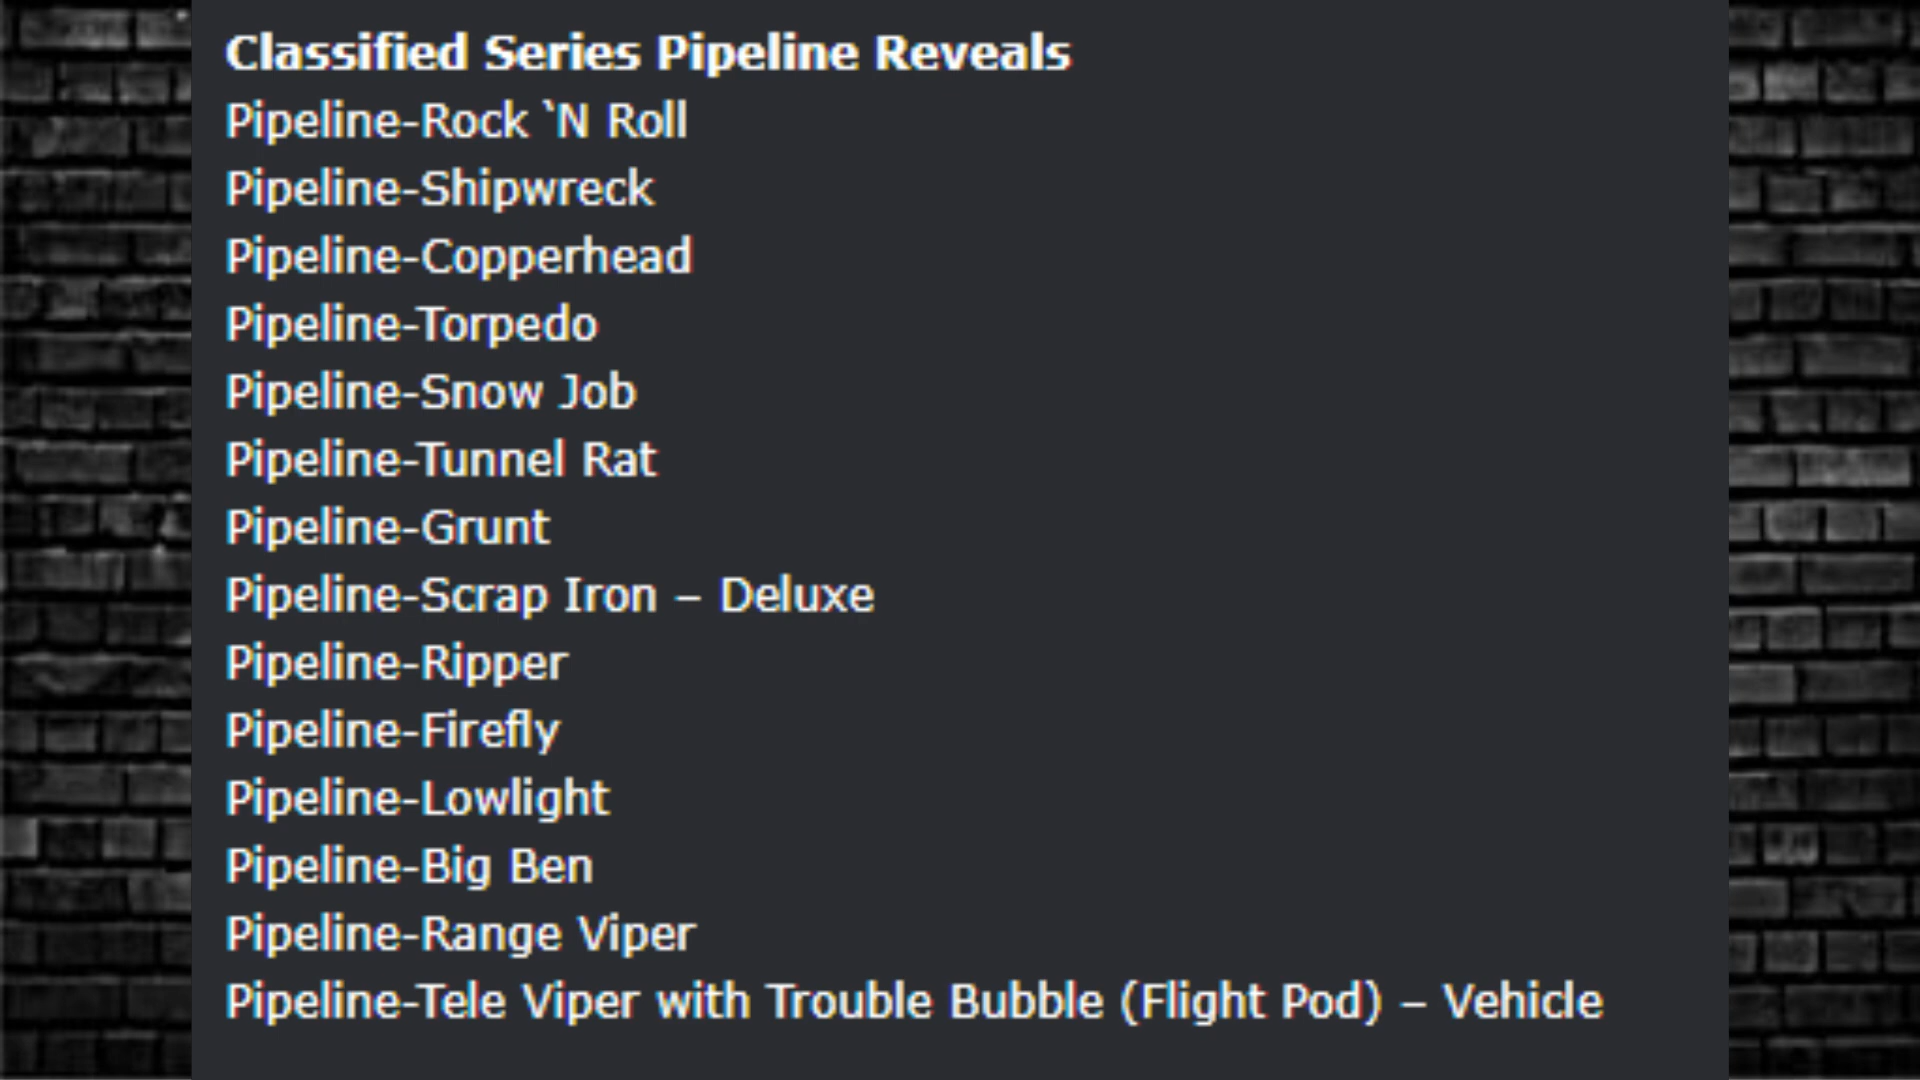 Classified Series Pipeline Reveals
Pipeline-Rock `N Roll
Pipeline-Shipwreck
Pipeline-Copperhead
Pipeline-Torpedo
Pipeline-Snow Job
Pipeline-Tunnel Rat
Pipeline-Grunt
Pipeline-Scrap Iron – Deluxe
Pipeline-Ripper
Pipeline-Firefly
Pipeline-Lowlight
Pipeline-Big Ben
Pipeline-Range Viper
Pipeline-Tele Viper with Trouble Bubble (Flight Pod) – Vehicle